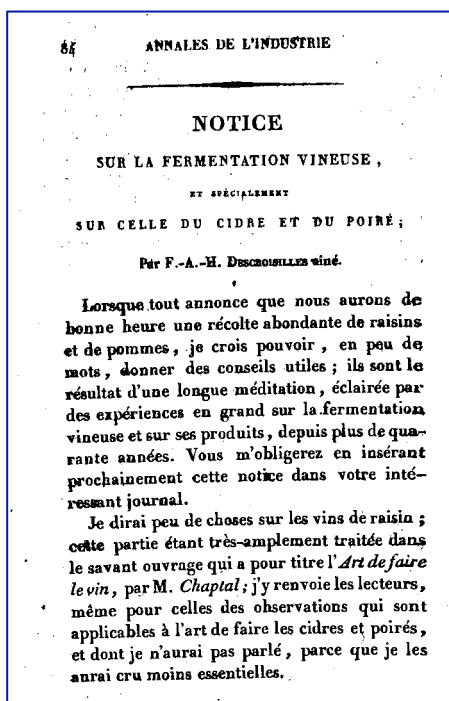 84 ANNALES DE L'INDUSTRIE
NOTICE
SUR LA FERMENTATION VINEUSE,
ET SPÉCIALEMENT
SUR CELLE DU CIDRE ET DU POIRÉ;
Par F.-A.-H. DESCROISILLES aîné.
Lorsque tout annonce que nous aurons de
bonne heure une récolte abondante de raisins
et de pommes, je crois pouvoir, en peu de
mots, donner des conseils utiles; ils sont le
résultat d'une longue méditation, éclairée par
des expériences en grand sur la fermentation
vineuse et sur ses produits, depuis plus de qua-
rante années. Vous m'obligerez en insérant
prochainement cette notice dans votre inté-
ressant journal.
Je dirai peu de choses sur les vins de raisin;
cette partie étant très-amplement traitée dans
le savant ouvrage qui a pour titre l'Art de faire
le vin, par M. Chaptal; j'y renvoie les lecteurs,
même pour celles des observations qui sont
applicables à l'art de faire les cidres et poirés,
et dont je n'aurai pas parlé, parce que je les
aurai cru moins essentielles.